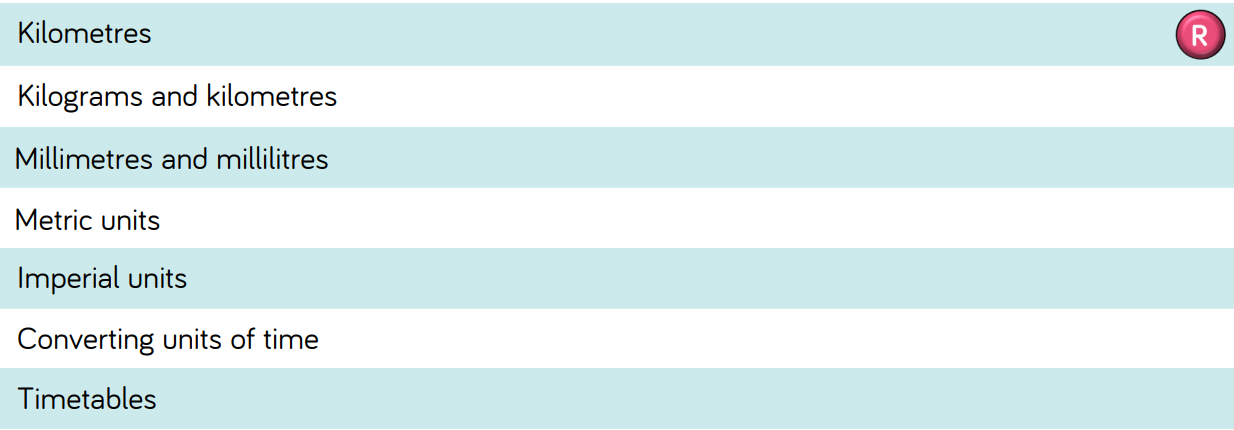 Kilometres
R
Kilograms and kilometres
Millimetres and millilitres
Metric units
Imperial units
Converting units of time
Timetables